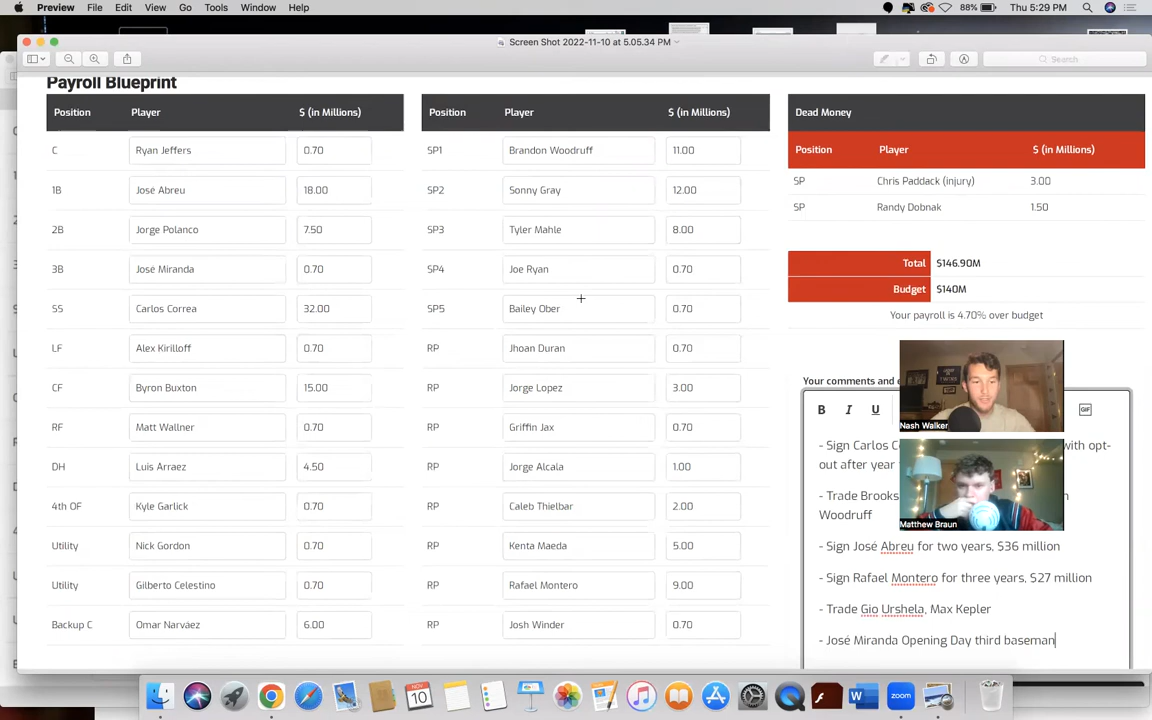 Preview File Edit View Go Tools Window Help 88% Thu 5:29 PM
Screen Shot 2022-11-10 at 5.05.34 PM
Search
Payroll Blueprint
Position Player $ (in Millions)
C Ryan Jeffers 0.70
1B José Abreu 18.00
2B Jorge Polanco 7.50
3B José Miranda 0.70
SS Carlos Correa 32.00
LF Alex Kirilloff 0.70
CF Byron Buxton 15.00
RF Matt Wallner 0.70
DH Luis Arraez 4.50
4th OF Kyle Garlick 0.70
Utility Nick Gordon 0.70
Utility Gilberto Celestino 0.70
Backup C Omar Narváez 6.00
Position Player $ (in Millions)
SP1 Brandon Woodruff 11.00
SP2 Sonny Gray 12.00
SP3 Tyler Mahle 8.00
SP4 Joe Ryan 0.70
SP5 Bailey Ober 0.70
RP Jhoan Duran 0.70
RP Jorge Lopez 3.00
RP Griffin Jax 0.70
RP Jorge Alcala 1.00
RP Caleb Thielbar 2.00
RP Kenta Maeda 5.00
RP Rafael Montero 9.00
RP Josh Winder 0.70
Dead Money
Position Player $ (in Millions)
SP Chris Paddack (injury) 3.00
SP Randy Dobnak 1.50
Total $146.90M
Budget $140M
Your payroll is 4.70% over budget
Your comments and
B I U GIF
- Sign Carlos with opt-
out after year
- Trade
Woodruff
- Sign José Abreu for two years, $36 million
- Sign Rafael Montero for three years, $27 million
- Trade Gio Urshela, Max Kepler
- José Miranda Opening Day third baseman
Nash Walker
Matthew Braun
NOV
10
zoom